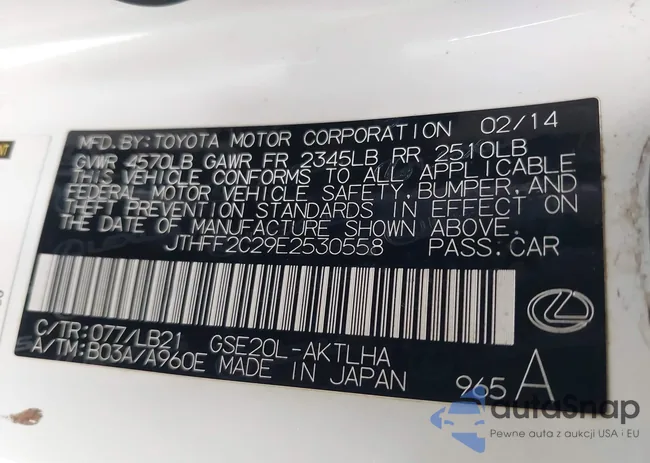 MFD. BY: TOYOTA MOTOR CORPORATION 02/14
GVWR 4570LB GAWR FR 2345LB RR 2510LB
THIS VEHICLE CONFORMS TO ALL APPLICABLE
FEDERAL MOTOR VEHICLE SAFETY, BUMPER, AND
THEFT PREVENTION STANDARDS IN EFFECT ON
THE DATE OF MANUFACTURE SHOWN ABOVE.
JTHFF2C29E2530558 PASS. CAR
C/TR: 077/LB21 GSE20L-AKTLHA
A/TM: B03A/A960E MADE IN JAPAN 965 A
autaSnap
Pewne auta z aukcji USA i EU